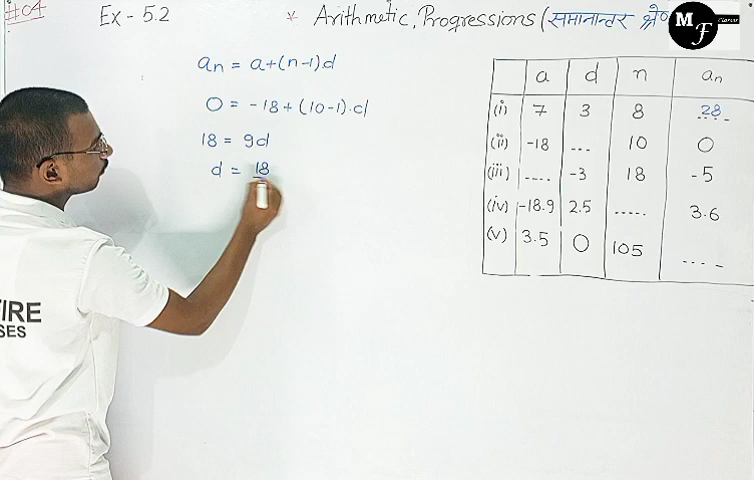 #04 Ex - 5.2 * Arithmetic Progressions (समानान्तर श्रे
M F
an = a+(n-1)d
0 = -18+(10-1).d
18 = 9d
d = 18
a d n an
(i) 7 3 8 28
(ii) -18 ... 10 0
(iii) .... -3 18 -5
(iv) -18.9 2.5 ..... 3.6
(v) 3.5 0 105 ....
IRE
SES